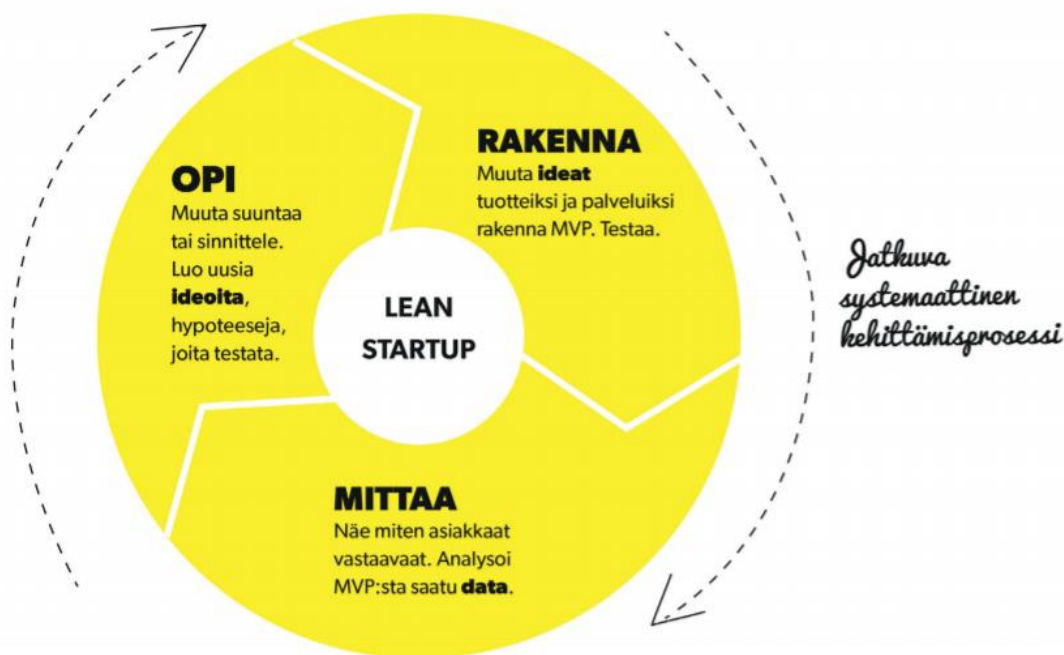 RAKENNA
Muuta ideat
tuotteiksi ja palveluiksi
rakenna MVP. Testaa.
OPI
Muuta suuntaa
tai sinnittele.
Luo uusia
ideoita,
hypoteeseja,
joita testata.
LEAN
STARTUP
MITTAA
Näe miten asiakkaat
vastaavaat. Analysoi
MVP:sta saatu data.
Jatkuva
systemaattinen
kehittämisprosessi